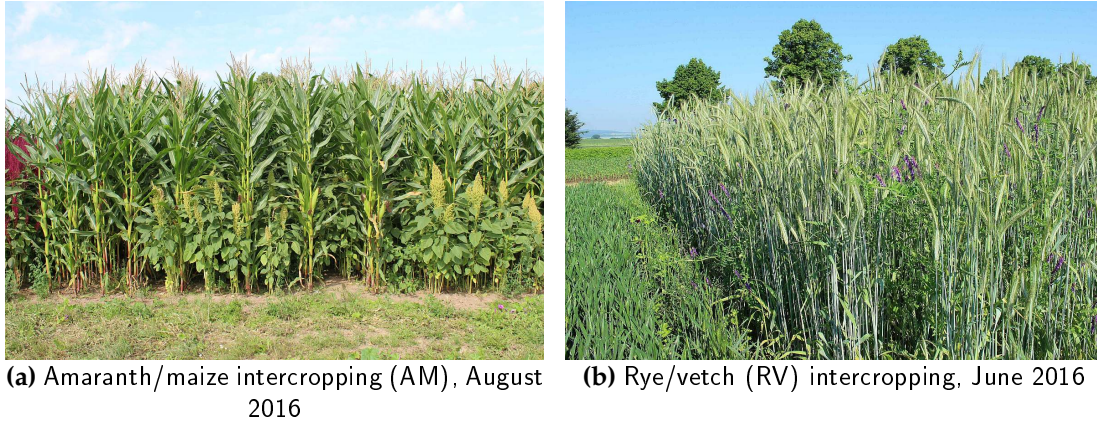 (a) Amaranth/maize intercropping (AM), August
2016
(b) Rye/vetch (RV) intercropping, June 2016